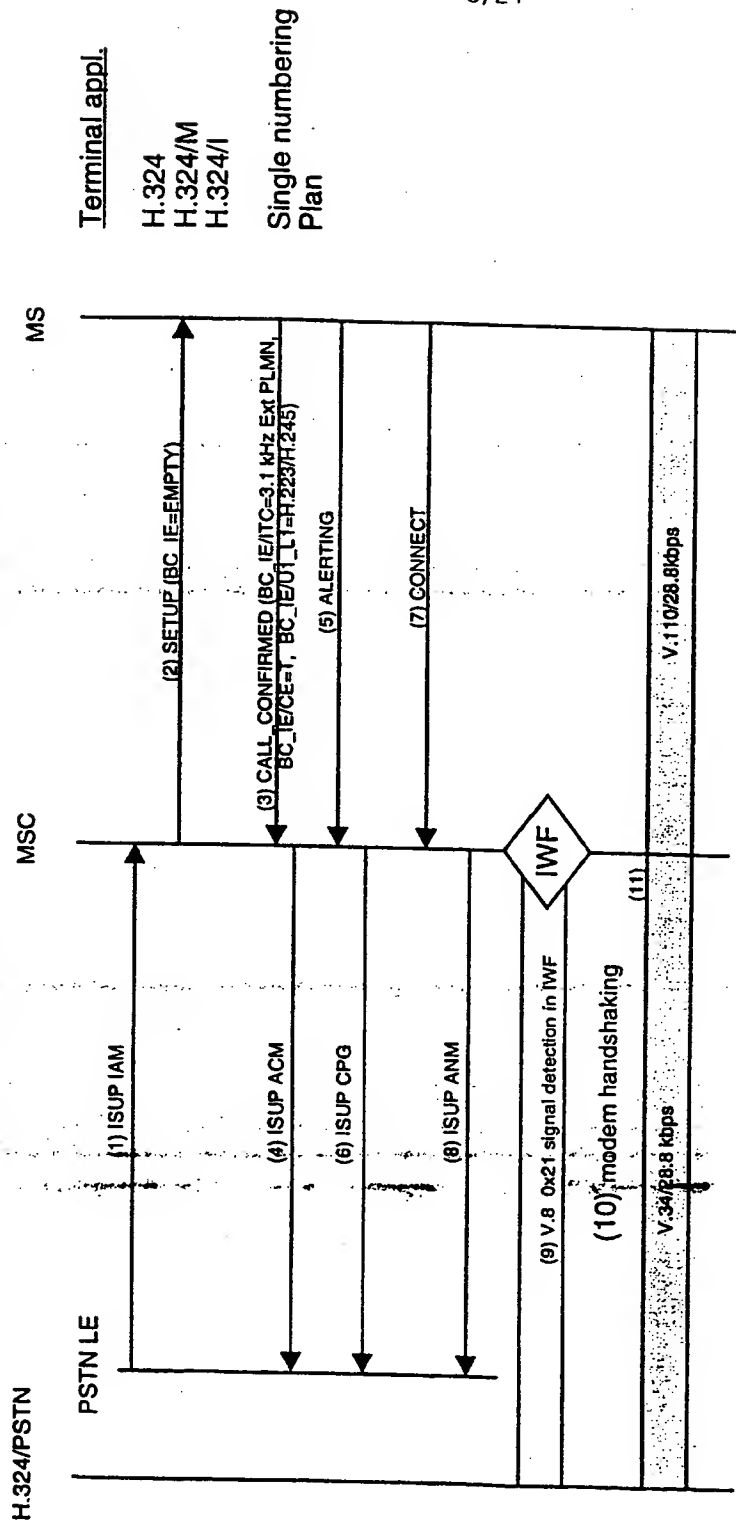 H.324/PSTN
PSTN LE
MSC
MS
Terminal appl.
H.324
H.324/M
H.324/I
Single numbering
Plan
(1) ISUP IAM
(2) SETUP (BC_IE=EMPTY)
(3) CALL_CONFIRMED (BC_IE/ITC=3.1 kHz Ext PLMN,
BC_IE/CE=T, BC_IE/U1_L1=H.223/H.245)
(4) ISUP ACM
(5) ALERTING
(6) ISUP CPG
(7) CONNECT
(8) ISUP ANM
IWF
(9) V.8 0x21 signal detection in IWF
(10) modem handshaking
(11)
V.34/28.8 kbps
V.110/28.8kbps